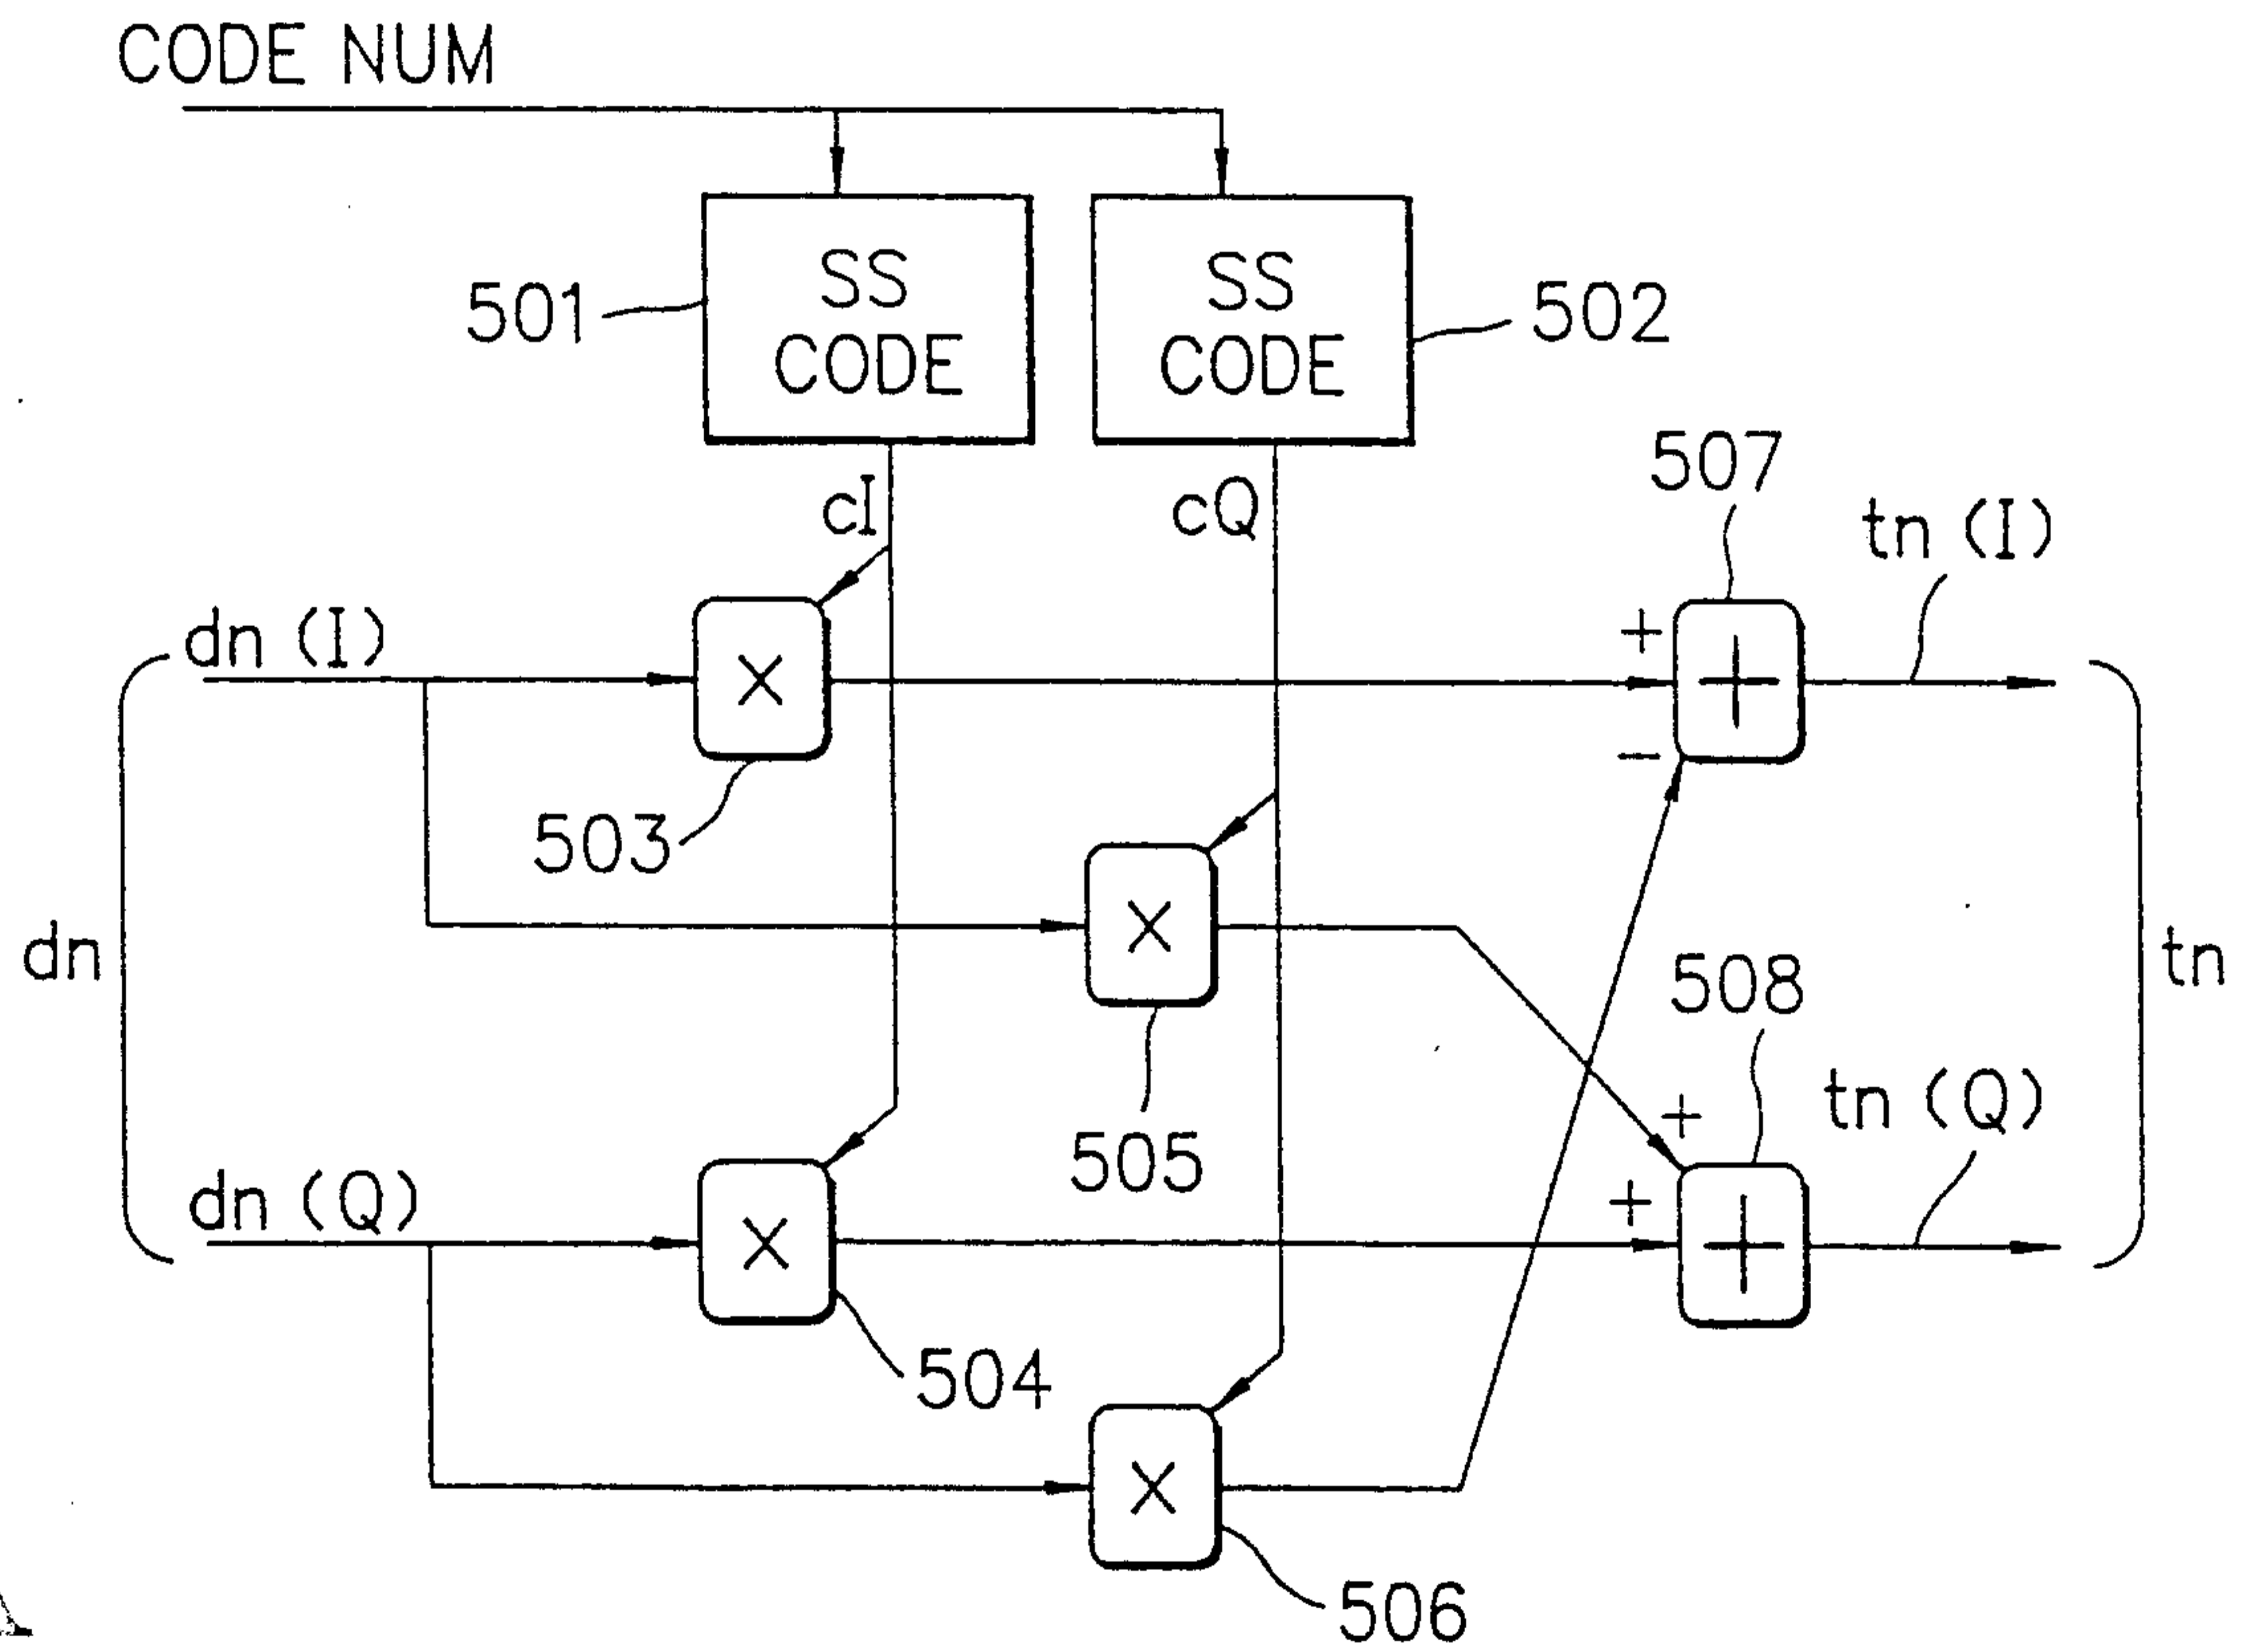 CODE NUM
SS
CODE
SS
CODE
501
502
cI
cQ
507
tn (I)
dn (I)
+
×
+
−
503
×
dn
tn
508
505
+
tn (Q)
dn (Q)
×
+
+
504
×
506